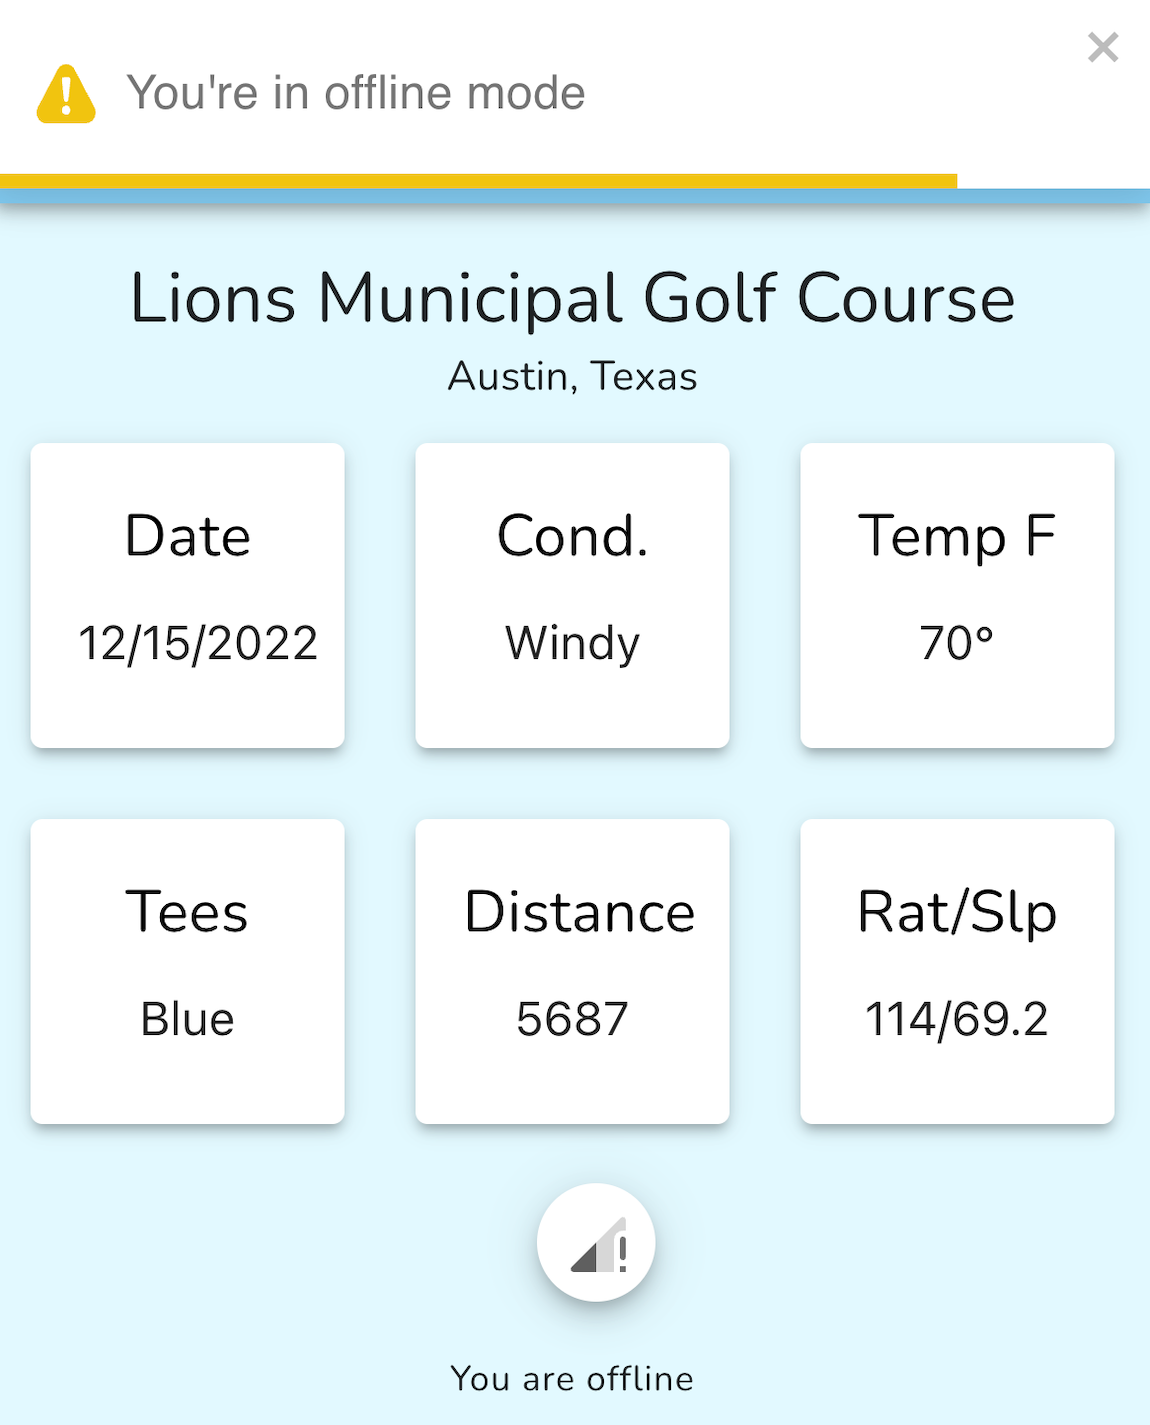 You're in offline mode
Lions Municipal Golf Course
Austin, Texas
Date
12/15/2022
Cond.
Windy
Temp F
70°
Tees
Blue
Distance
5687
Rat/Slp
114/69.2
You are offline